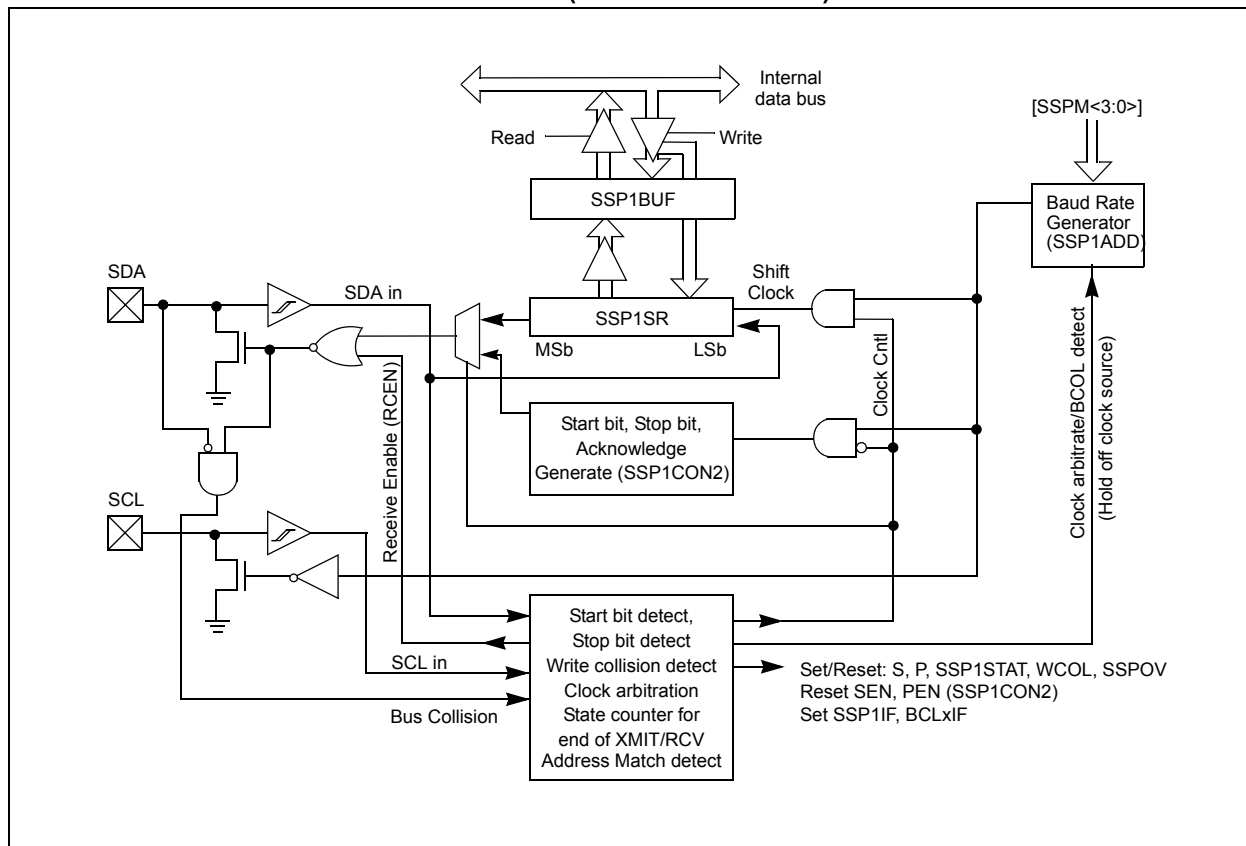 Internal
data bus
[SSPM<3:0>]
Read
Write
SSP1BUF
Baud Rate
Generator
(SSP1ADD)
SDA
SDA in
Shift
Clock
SSP1SR
MSb
LSb
Clock Cntl
Receive Enable (RCEN)
Start bit, Stop bit,
Acknowledge
Generate (SSP1CON2)
Clock arbitrate/BCOL detect
(Hold off clock source)
SCL
SCL in
Bus Collision
Start bit detect,
Stop bit detect
Write collision detect
Clock arbitration
State counter for
end of XMIT/RCV
Address Match detect
Set/Reset: S, P, SSP1STAT, WCOL, SSPOV
Reset SEN, PEN (SSP1CON2)
Set SSP1IF, BCLxIF